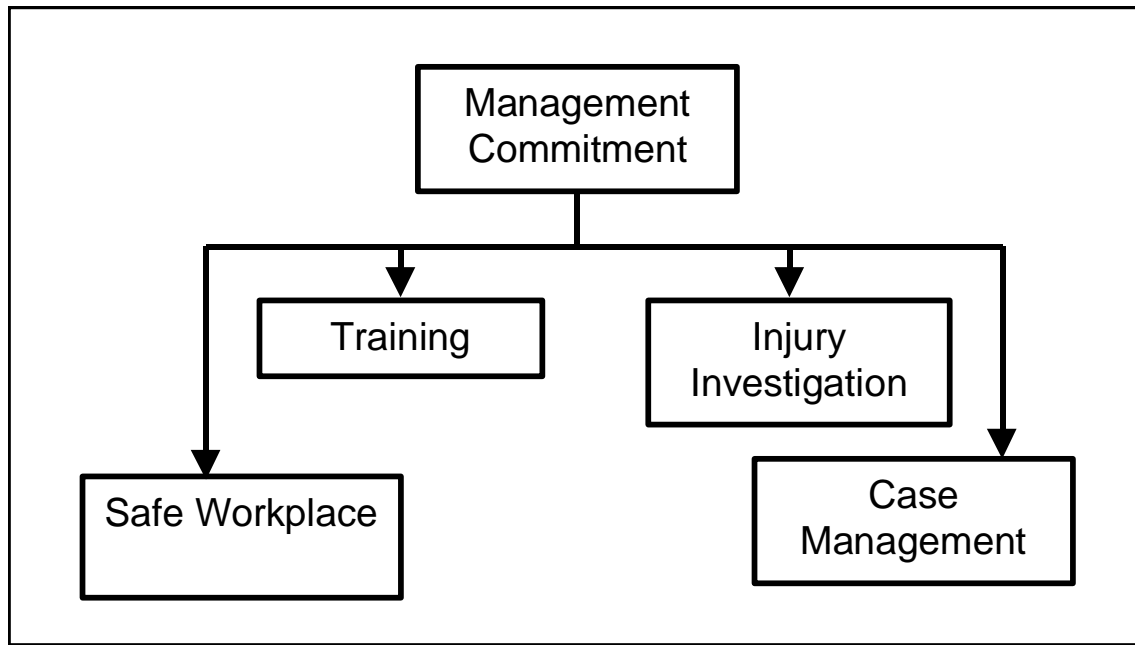 Management
Commitment
Training
Injury
Investigation
Safe Workplace
Case
Management